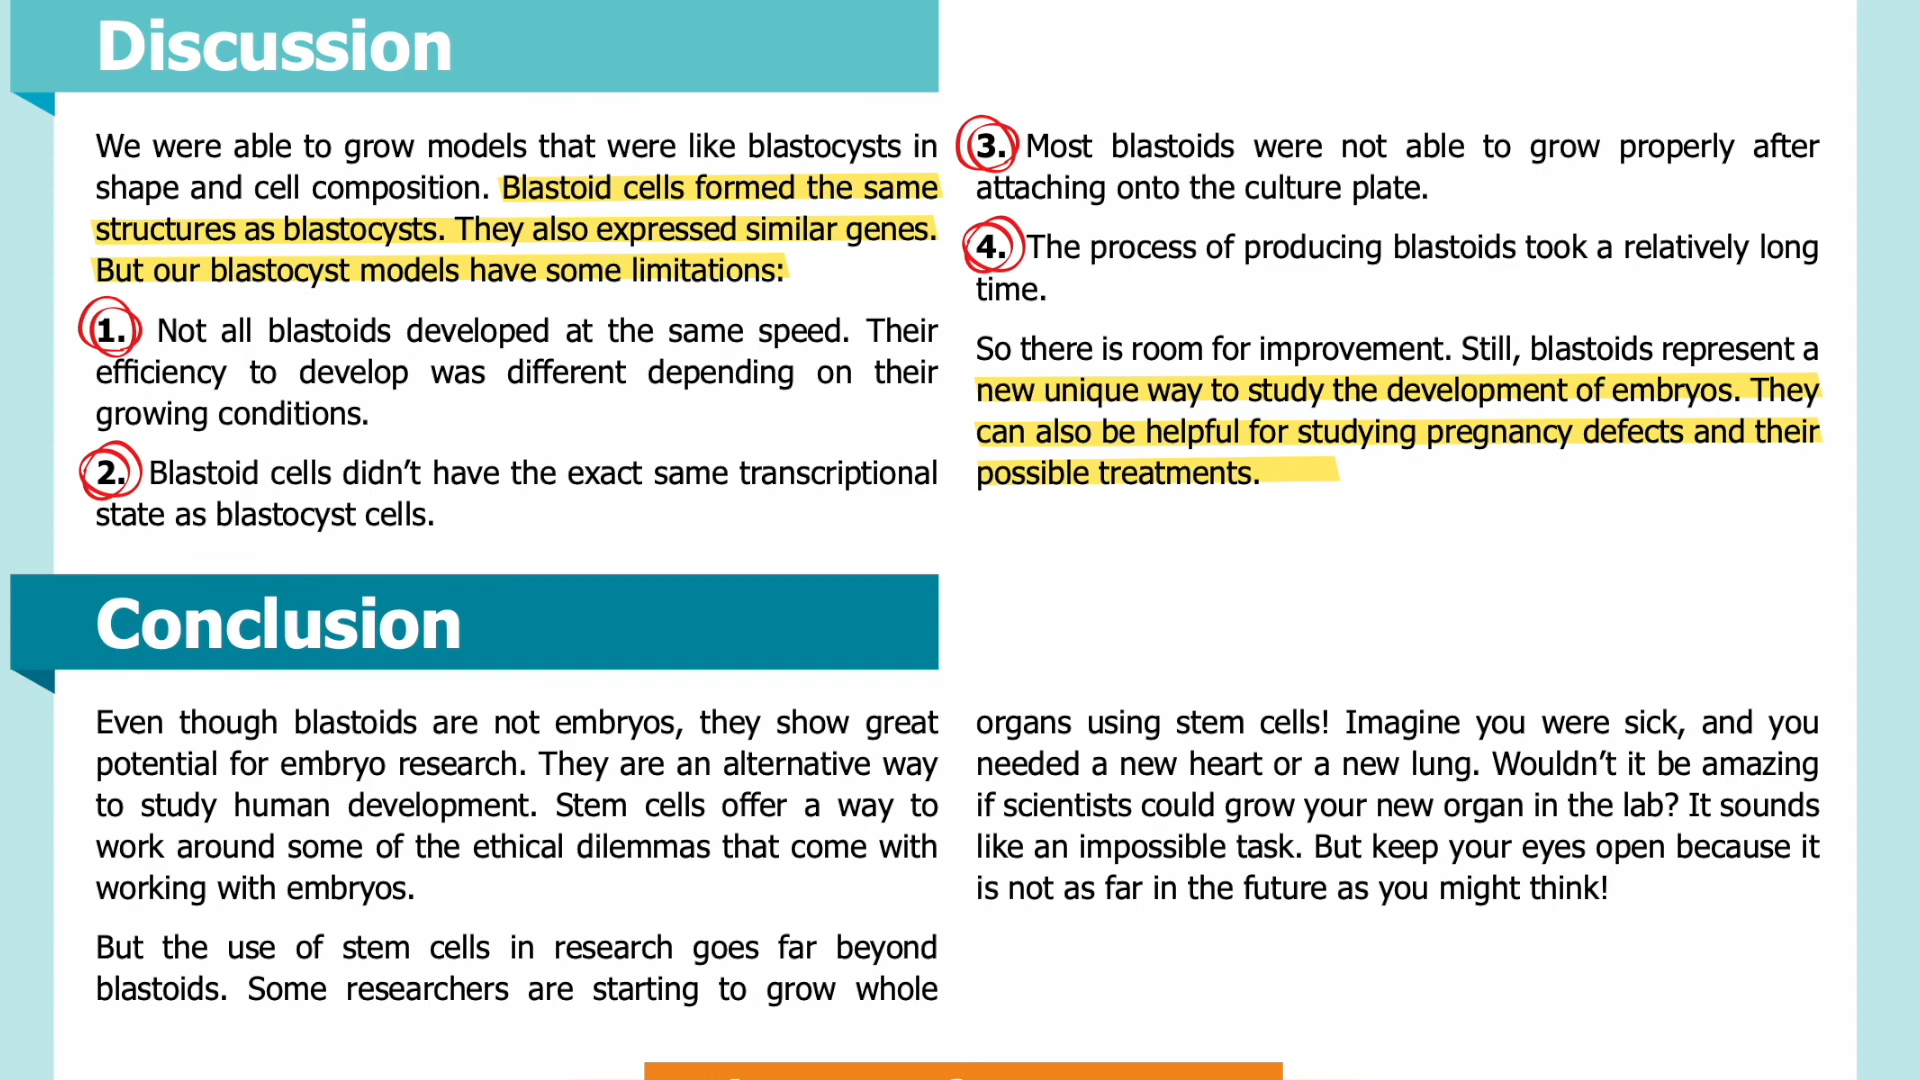 Discussion
We were able to grow models that were like blastocysts in
shape and cell composition. Blastoid cells formed the same
structures as blastocysts. They also expressed similar genes.
But our blastocyst models have some limitations:
1. Not all blastoids developed at the same speed. Their
efficiency to develop was different depending on their
growing conditions.
2. Blastoid cells didn’t have the exact same transcriptional
state as blastocyst cells.
3. Most blastoids were not able to grow properly after
attaching onto the culture plate.
4. The process of producing blastoids took a relatively long
time.
So there is room for improvement. Still, blastoids represent a
new unique way to study the development of embryos. They
can also be helpful for studying pregnancy defects and their
possible treatments.
Conclusion
Even though blastoids are not embryos, they show great
potential for embryo research. They are an alternative way
to study human development. Stem cells offer a way to
work around some of the ethical dilemmas that come with
working with embryos.
But the use of stem cells in research goes far beyond
blastoids. Some researchers are starting to grow whole
organs using stem cells! Imagine you were sick, and you
needed a new heart or a new lung. Wouldn’t it be amazing
if scientists could grow your new organ in the lab? It sounds
like an impossible task. But keep your eyes open because it
is not as far in the future as you might think!